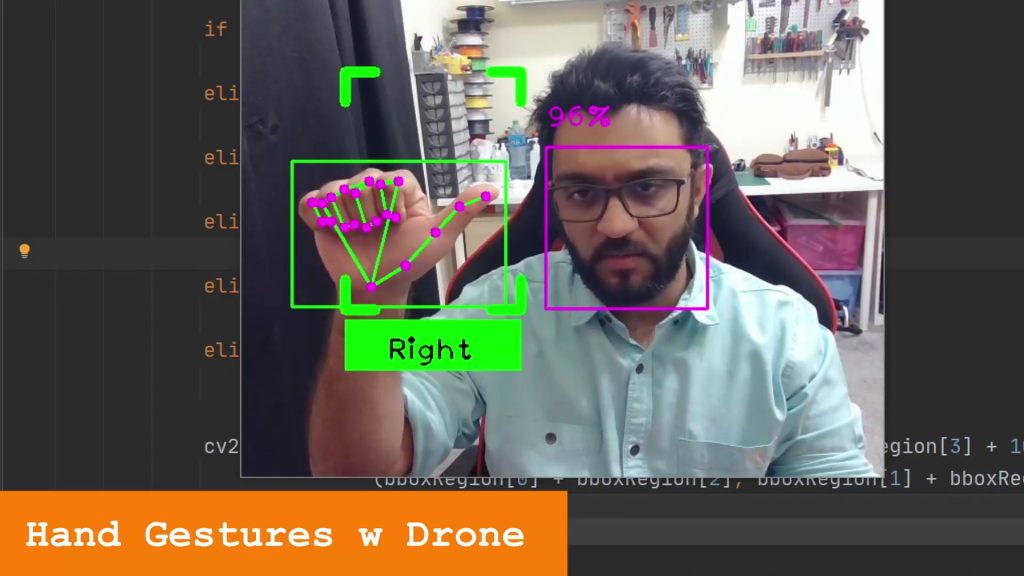 if
eli
96%
eli
eli
eli
Right
eli
cv2
egion[3] + 1
(bboxRegion[0] + bboxRegion[2], bboxRegion[1] + bboxRe
Hand Gestures w Drone